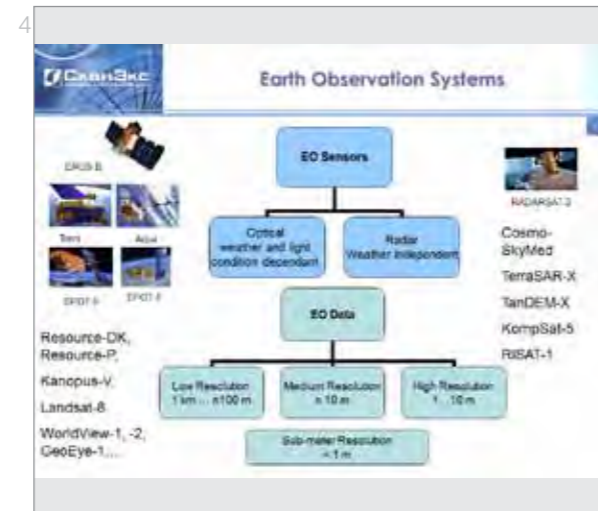 4
СканЭкс
Earth Observation Systems
EROS B
Terra
Aqua
Resource-DK,
Resource-P,
Kanopus-V,
Landsat-8
WorldView-1, -2,
GeoEye-1...
EO Sensors
Optical
weather and light
condition dependant
Radar
Weather independent
EO Data
Low Resolution
1 km ... n100 m
Medium Resolution
n 10 m
High Resolution
1 ... 10 m
Sub-meter Resolution
< 1 m
RADARSAT-2
Cosmo-
SkyMed
TerraSAR-X
TanDEM-X
KompSat-5
RISAT-1